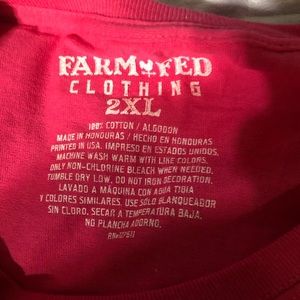 FARM FED
CLOTHING
2XL
100% COTTON / ALGODON
MADE IN HONDURAS / HECHO EN HONDURAS
PRINTED IN USA. IMPRESO EN ESTADOS UNIDOS.
MACHINE WASH WARM WITH LIKE COLORS.
ONLY NON-CHLORINE BLEACH WHEN NEEDED.
TUMBLE DRY LOW. DO NOT IRON DECORATION.
LAVADO A MÁQUINA CON AGUA TIBIA
Y COLORES SIMILARES. USE SOLO BLANQUEADOR
SIN CLORO. SECAR A TEMPERATURA BAJA.
NO PLANCHA ADORNO.